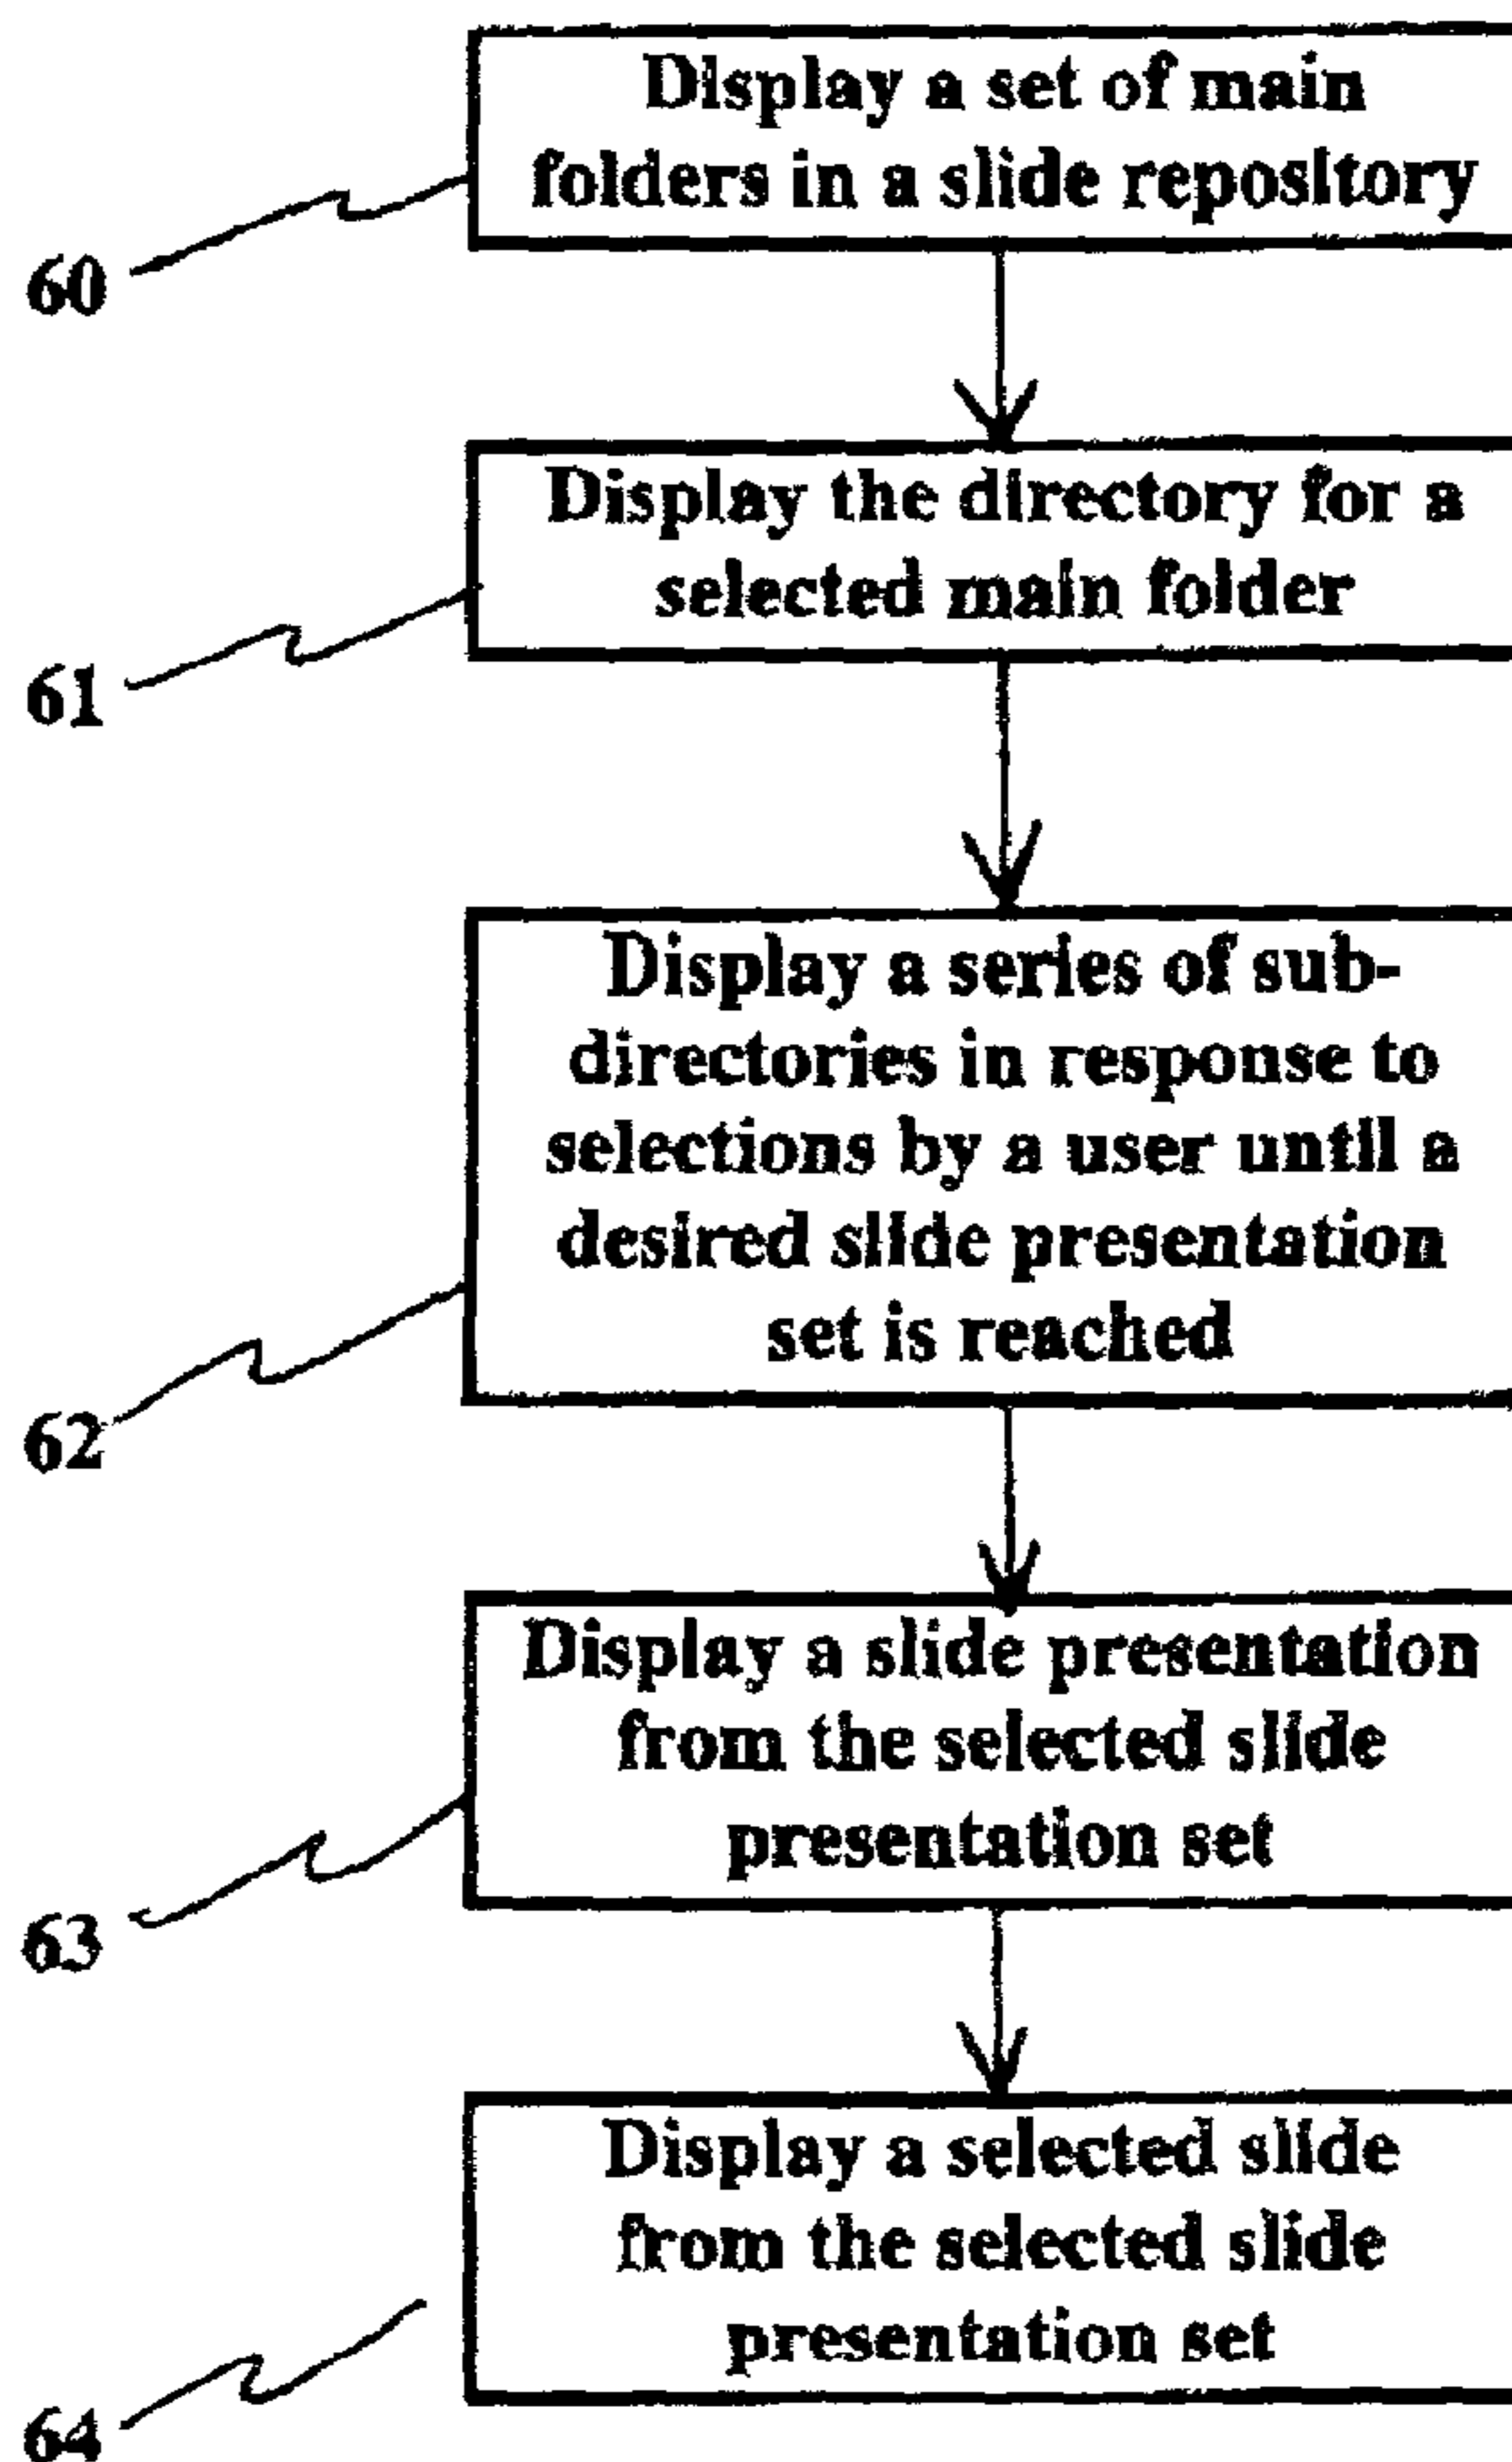 Display a set of main
folders in a slide repository
60
Display the directory for a
selected main folder
61
Display a series of sub-
directories in response to
selections by a user until a
desired slide presentation
set is reached
62
Display a slide presentation
from the selected slide
presentation set
63
Display a selected slide
from the selected slide
presentation set
64